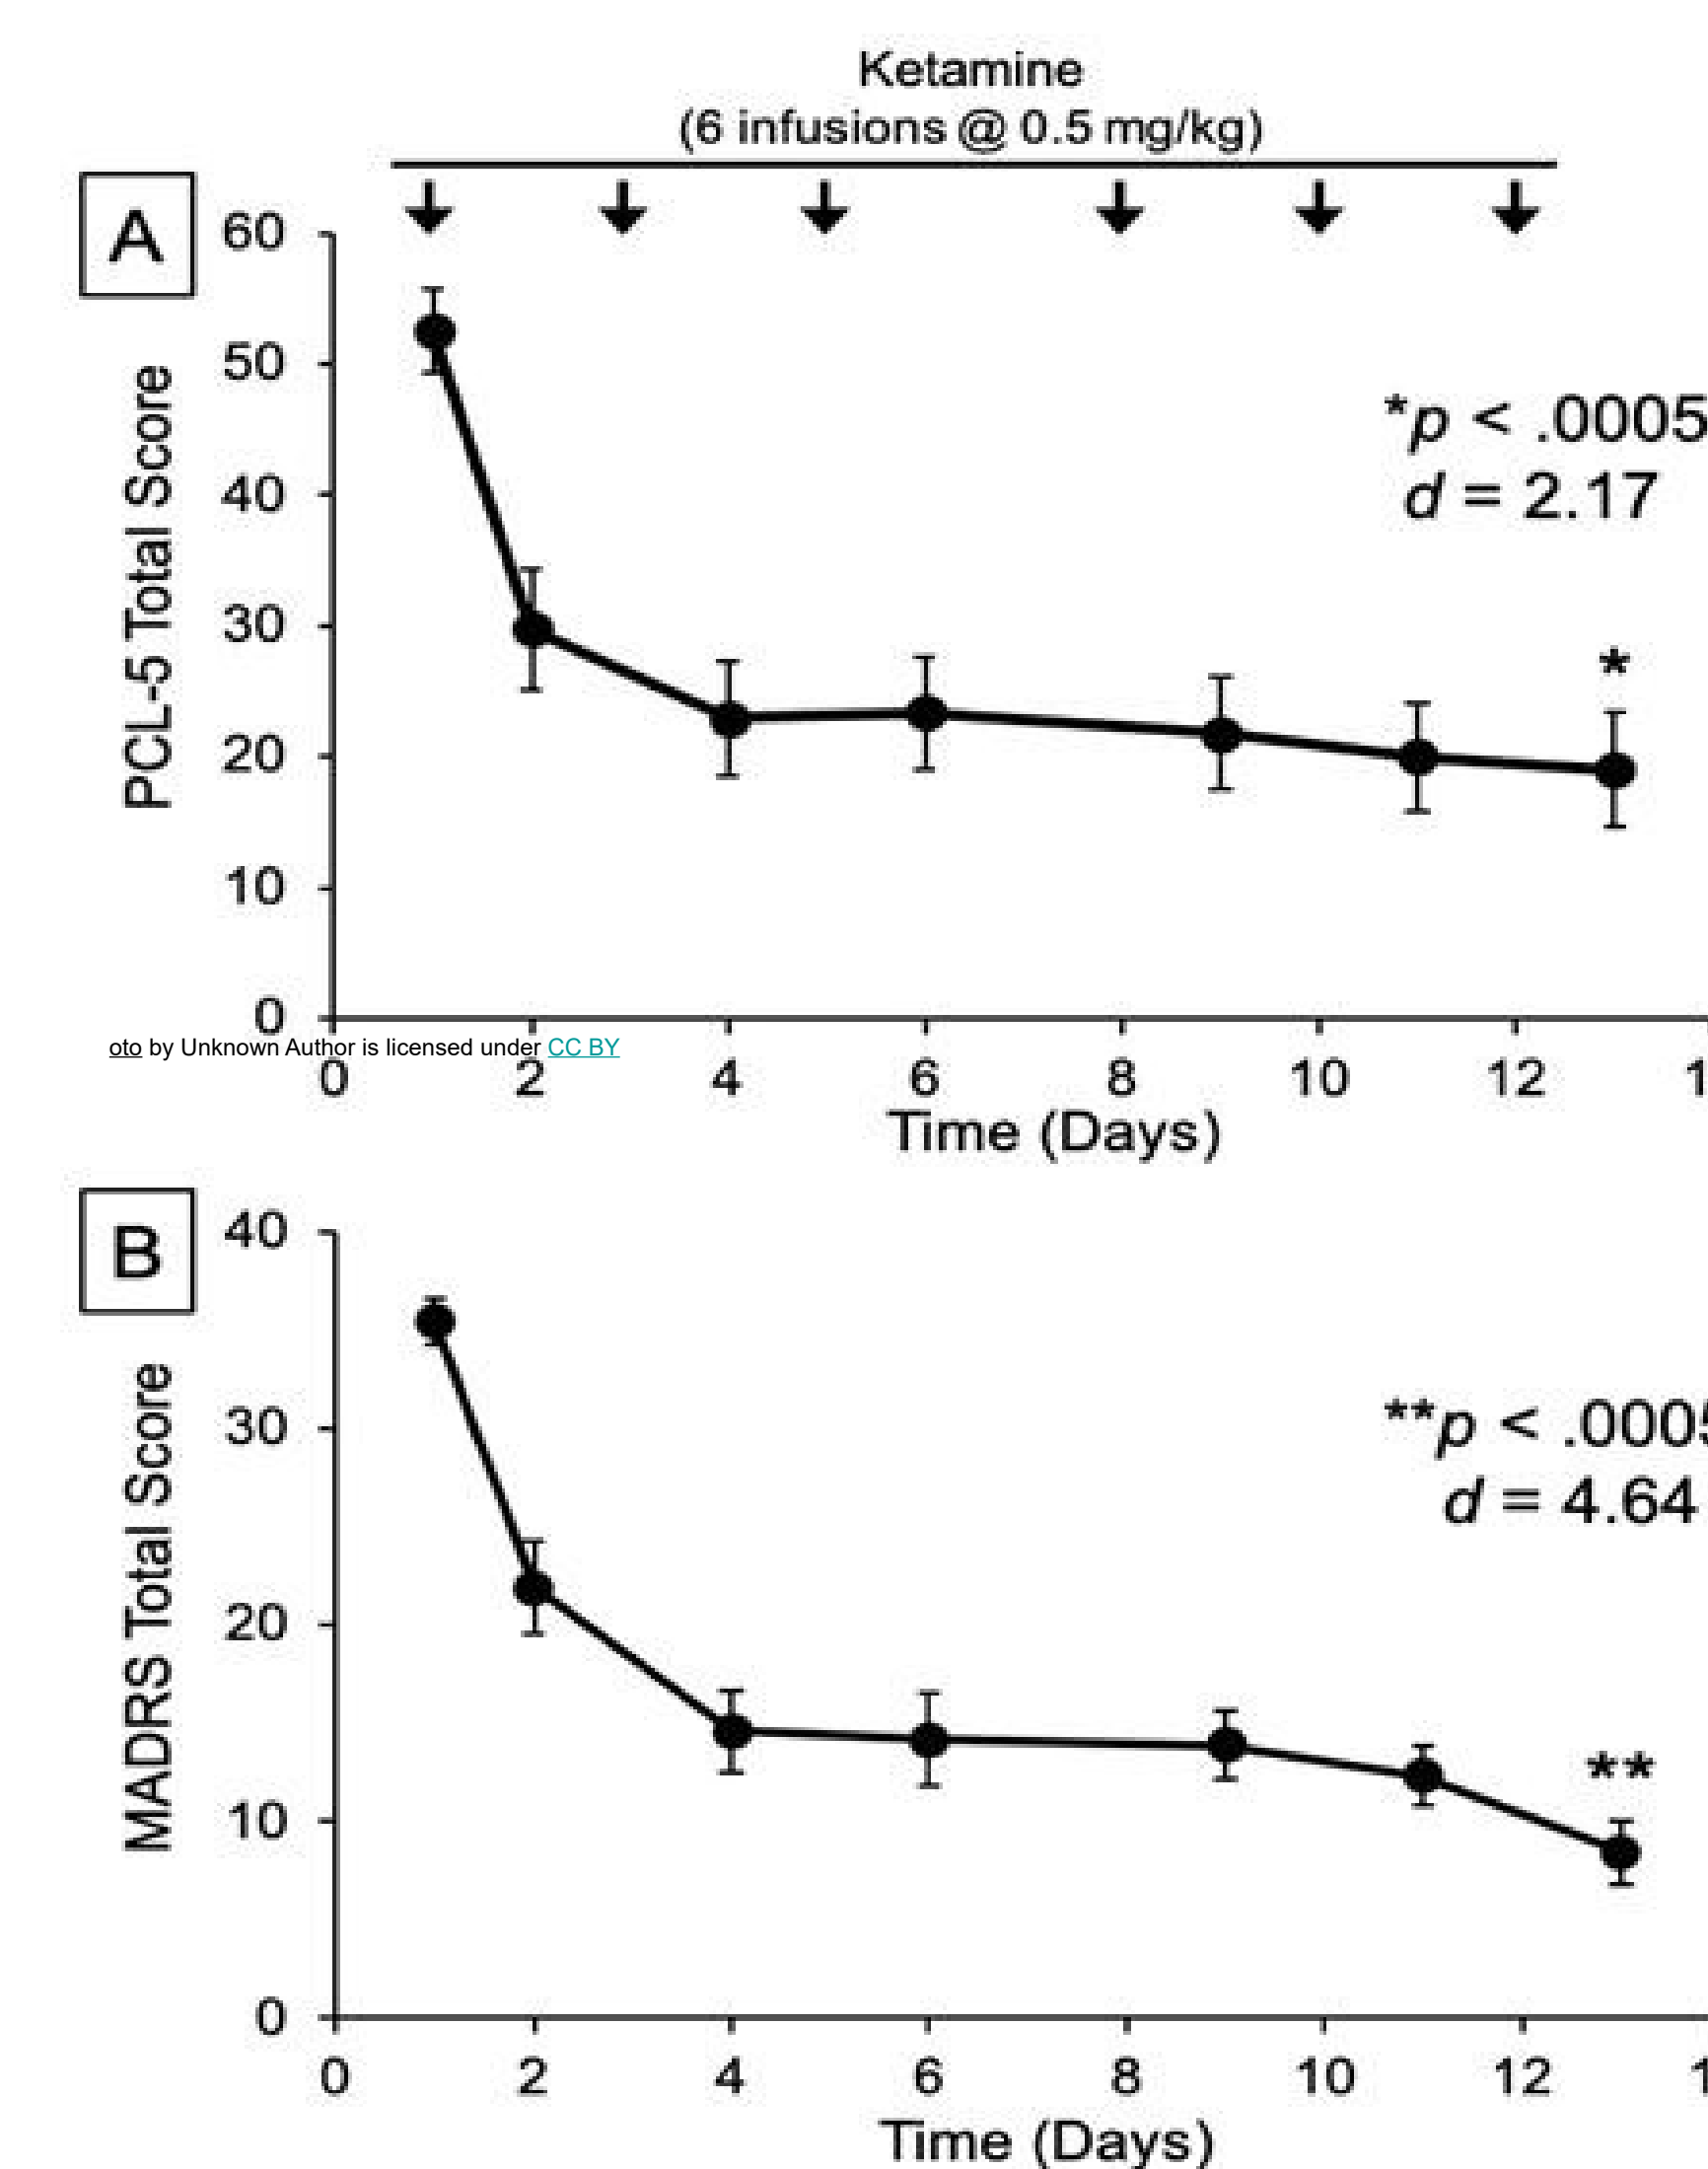 Ketamine
(6 infusions @ 0.5 mg/kg)
A
PCL-5 Total Score
60
50
40
30
20
10
0
*p < .0005
d = 2.17
*
oto by Unknown Author is licensed under CC BY
0 2 4 6 8 10 12 1
Time (Days)
B
MADRS Total Score
40
30
20
10
0
**p < .0005
d = 4.64
**
0 2 4 6 8 10 12 1
Time (Days)